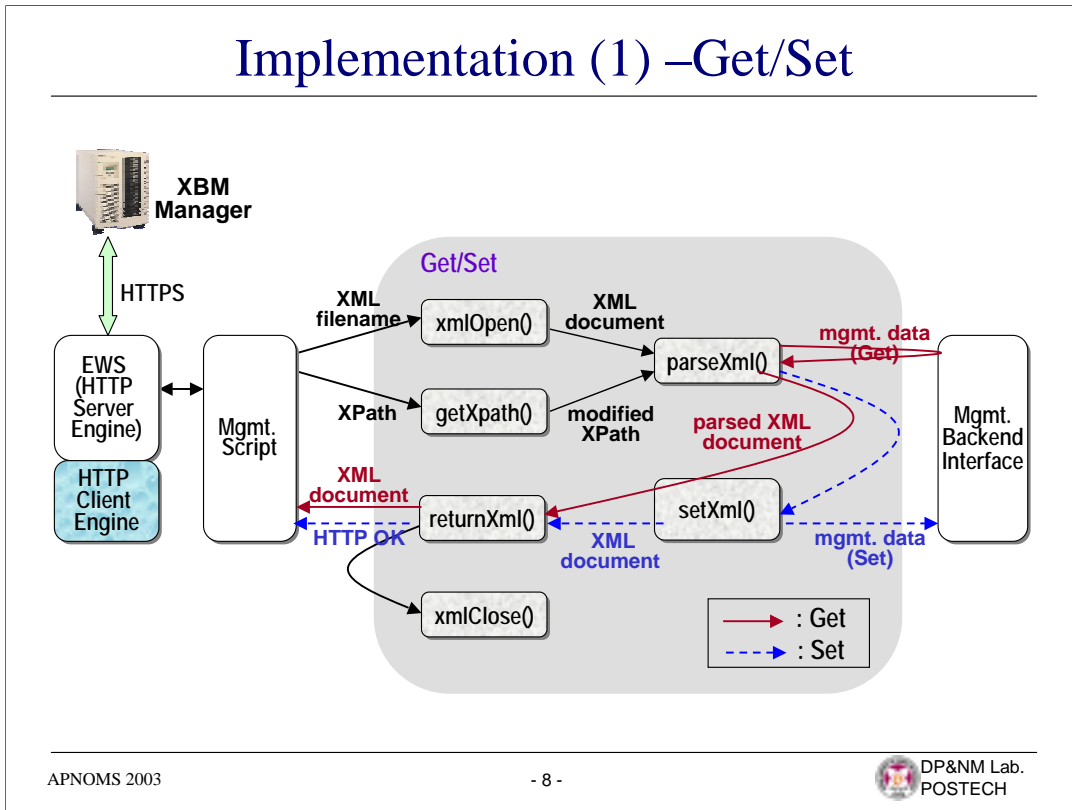 Implementation (1) –Get/Set
XBM
Manager
HTTPS
EWS
(HTTP
Server
Engine)
HTTP
Client
Engine
Mgmt.
Script
Get/Set
XML
filename
xmlOpen()
XML
document
XPath
getXpath()
modified
XPath
parseXml()
mgmt. data
(Get)
parsed XML
document
Mgmt.
Backend
Interface
XML
document
HTTP OK
returnXml()
XML
document
setXml()
mgmt. data
(Set)
xmlClose()
: Get
: Set
APNOMS 2003
- 8 -
DP&NM Lab.
POSTECH